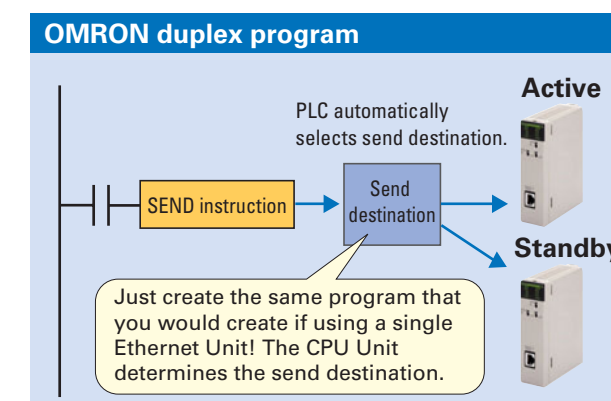 OMRON duplex program
Active
PLC automatically
selects send destination.
SEND instruction
Send
destination
Standby
Just create the same program that
you would create if using a single
Ethernet Unit! The CPU Unit
determines the send destination.